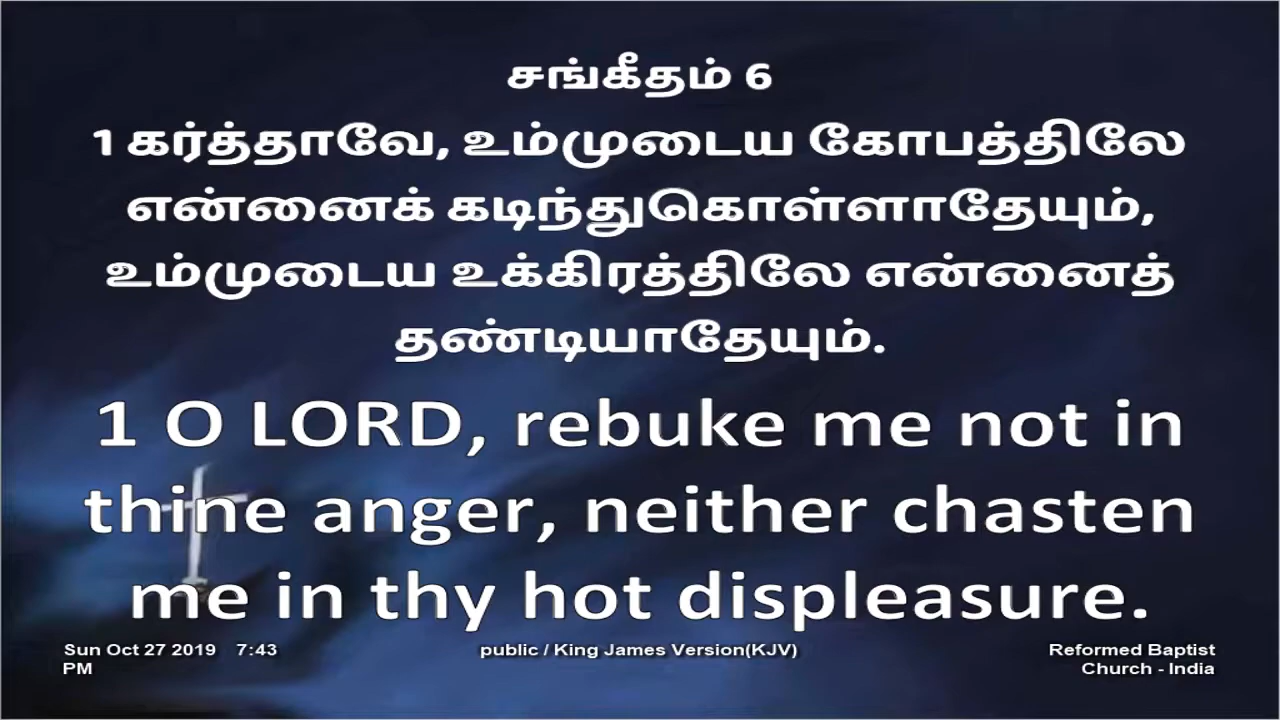 சங்கீதம் 6
1 கர்த்தாவே, உம்முடைய கோபத்திலே
என்னைக் கடிந்துகொள்ளாதேயும்,
உம்முடைய உக்கிரத்திலே என்னைத்
தண்டியாதேயும்.
1 O LORD, rebuke me not in
thine anger, neither chasten
me in thy hot displeasure.
Sun Oct 27 2019 7:43
PM
public / King James Version(KJV)
Reformed Baptist
Church - India